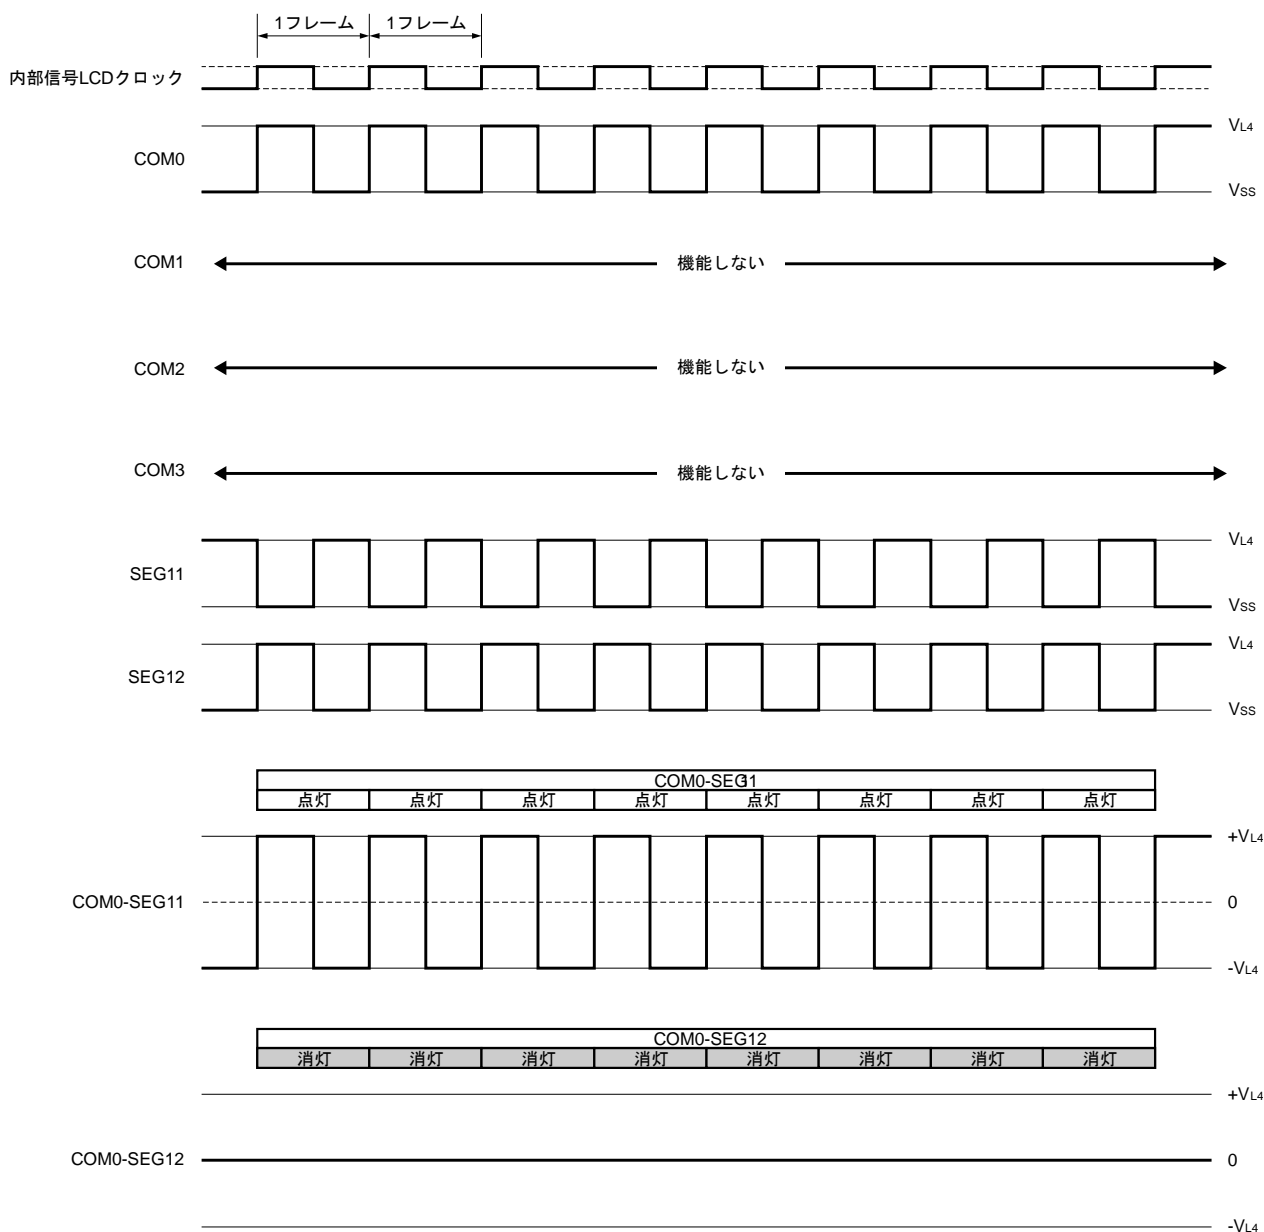 1フレーム 1フレーム
内部信号LCDクロック
VL4
COM0
VSS
COM1 機能しない
COM2 機能しない
COM3 機能しない
VL4
SEG11
VSS
VL4
SEG12
VSS
COM0-SEG11
点灯 点灯 点灯 点灯 点灯 点灯 点灯 点灯
+VL4
COM0-SEG11 0
-VL4
COM0-SEG12
消灯 消灯 消灯 消灯 消灯 消灯 消灯 消灯
+VL4
COM0-SEG12 0
-VL4